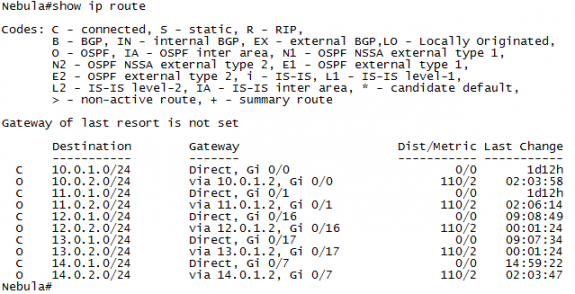 Nebula#show ip route
Codes: C - connected, S - static, R - RIP,
B - BGP, IN - internal BGP, EX - external BGP,LO - Locally Originated,
O - OSPF, IA - OSPF inter area, N1 - OSPF NSSA external type 1,
N2 - OSPF NSSA external type 2, E1 - OSPF external type 1,
E2 - OSPF external type 2, i - IS-IS, L1 - IS-IS level-1,
L2 - IS-IS level-2, IA - IS-IS inter area, * - candidate default,
> - non-active route, + - summary route
Gateway of last resort is not set
Destination Gateway Dist/Metric Last Change
----------- ------- ----------- -----------
C 10.0.1.0/24 Direct, Gi 0/0 0/0 1d12h
O 10.0.2.0/24 via 10.0.1.2, Gi 0/0 110/2 02:03:58
C 11.0.1.0/24 Direct, Gi 0/1 0/0 1d12h
O 11.0.2.0/24 via 11.0.1.2, Gi 0/1 110/2 02:06:14
C 12.0.1.0/24 Direct, Gi 0/16 0/0 09:08:49
O 12.0.2.0/24 via 12.0.1.2, Gi 0/16 110/2 00:01:24
C 13.0.1.0/24 Direct, Gi 0/17 0/0 09:07:34
O 13.0.2.0/24 via 13.0.1.2, Gi 0/17 110/2 00:01:24
C 14.0.1.0/24 Direct, Gi 0/7 0/0 14:59:22
O 14.0.2.0/24 via 14.0.1.2, Gi 0/7 110/2 02:03:47
Nebula#